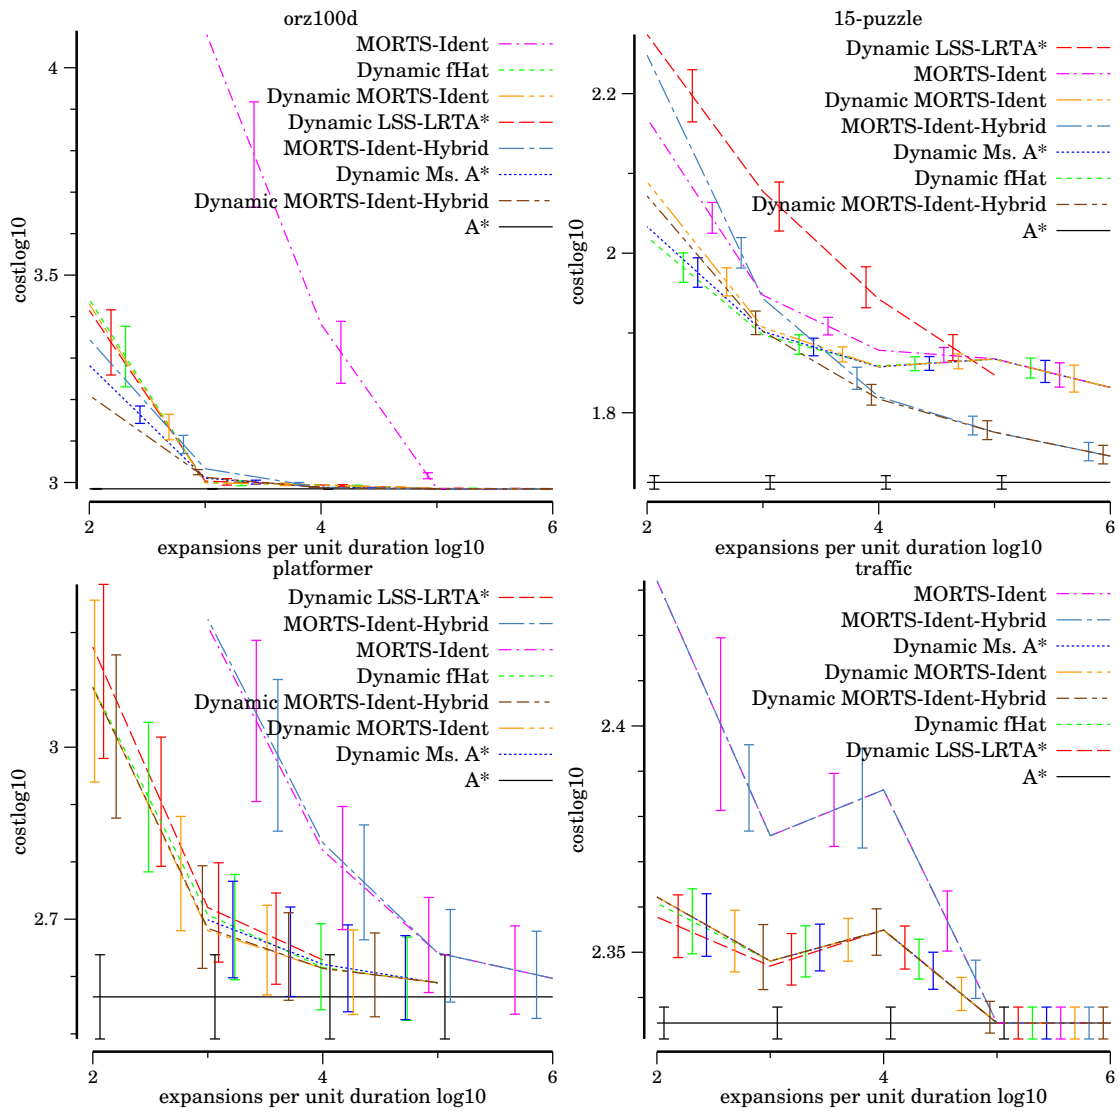 orz100d
MORTS-Ident
Dynamic fHat
Dynamic MORTS-Ident
Dynamic LSS-LRTA*
MORTS-Ident-Hybrid
Dynamic Ms. A*
Dynamic MORTS-Ident-Hybrid
A*
costlog10
4
3.5
3
2
4
6
expansions per unit duration log10
15-puzzle
Dynamic LSS-LRTA*
MORTS-Ident
Dynamic MORTS-Ident
MORTS-Ident-Hybrid
Dynamic Ms. A*
Dynamic fHat
Dynamic MORTS-Ident-Hybrid
A*
costlog10
2.2
2
1.8
2
4
6
expansions per unit duration log10
platformer
Dynamic LSS-LRTA*
MORTS-Ident-Hybrid
MORTS-Ident
Dynamic fHat
Dynamic MORTS-Ident-Hybrid
Dynamic MORTS-Ident
Dynamic Ms. A*
A*
costlog10
3
2.7
2
4
6
expansions per unit duration log10
traffic
MORTS-Ident
MORTS-Ident-Hybrid
Dynamic Ms. A*
Dynamic MORTS-Ident
Dynamic MORTS-Ident-Hybrid
Dynamic fHat
Dynamic LSS-LRTA*
A*
costlog10
2.4
2.35
2
4
6
expansions per unit duration log10